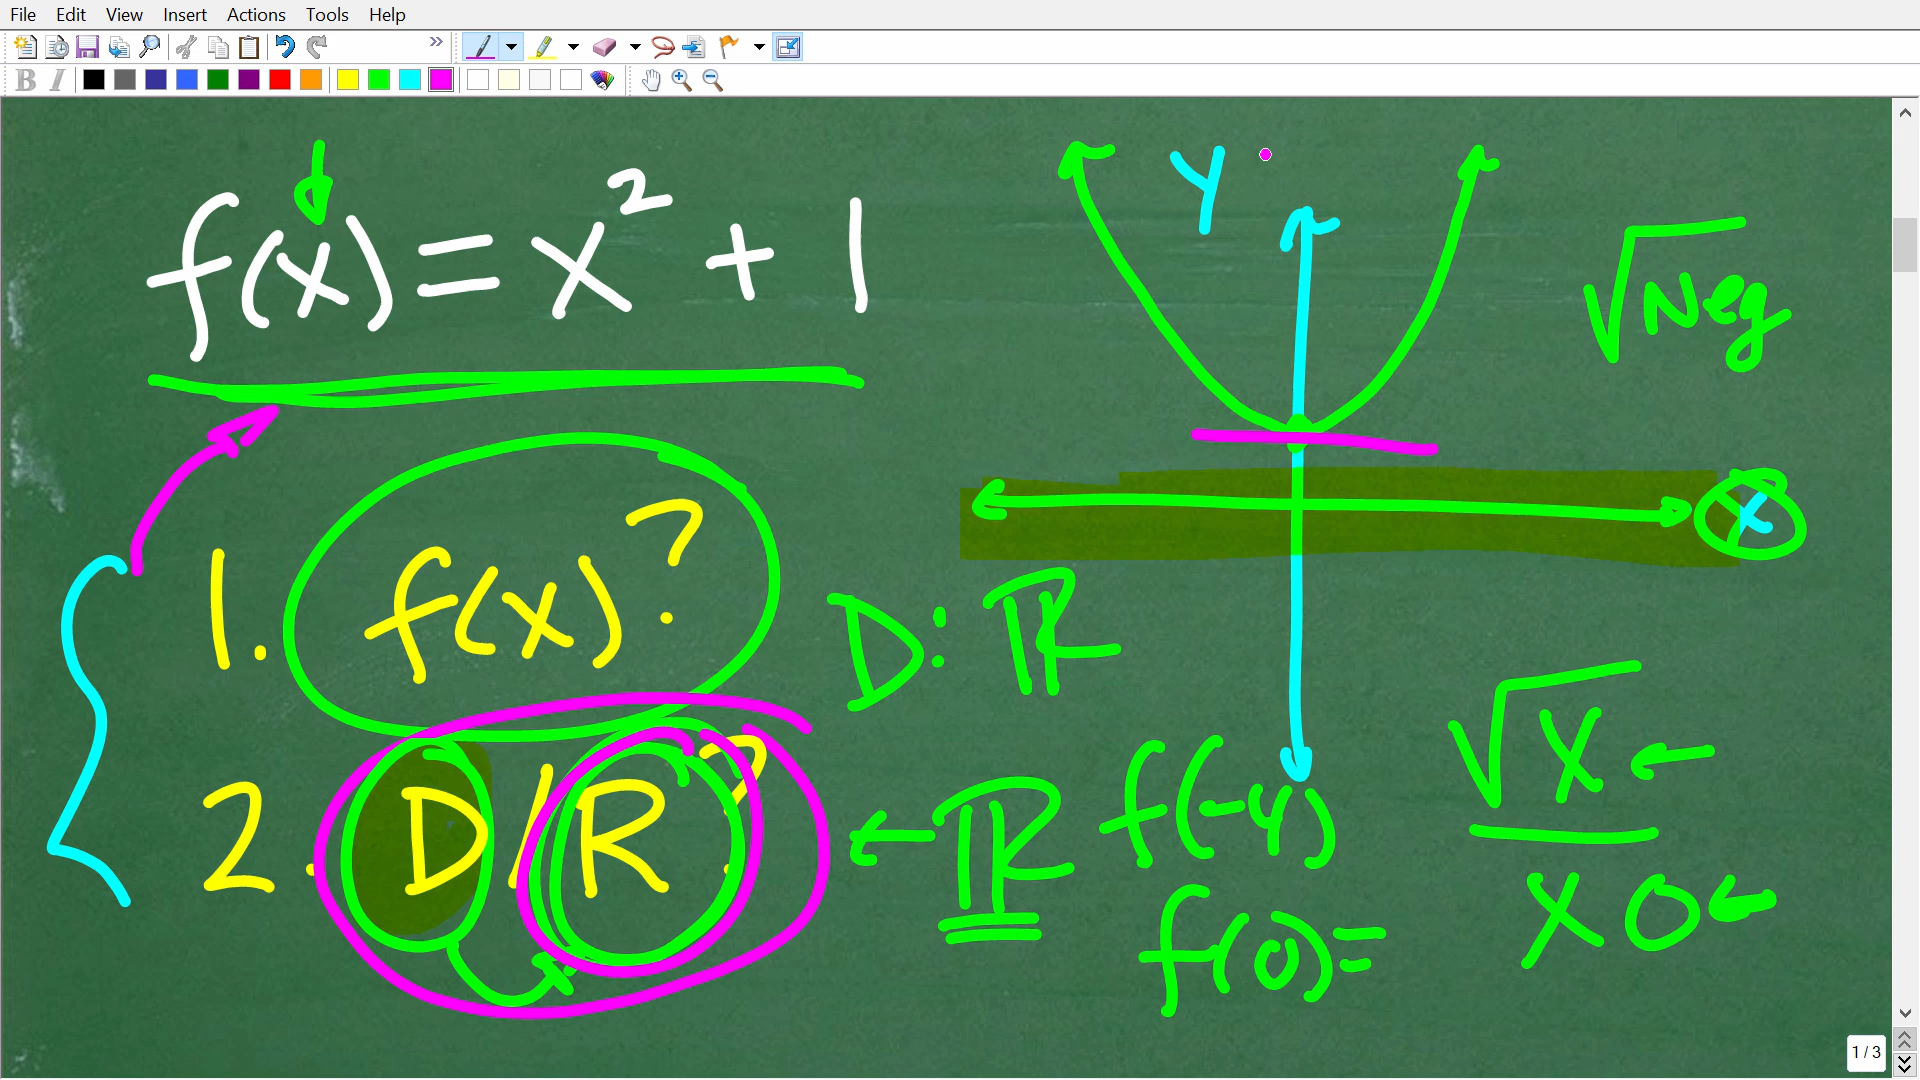 File Edit View Insert Actions Tools Help
B I
f(x) = x² + 1
y
√Neg
x
1. f(x)?
D: ℝ
2. D/R?
← ℝ
f(-4)
f(0)=
√x ←
x 0 ←
1 / 3